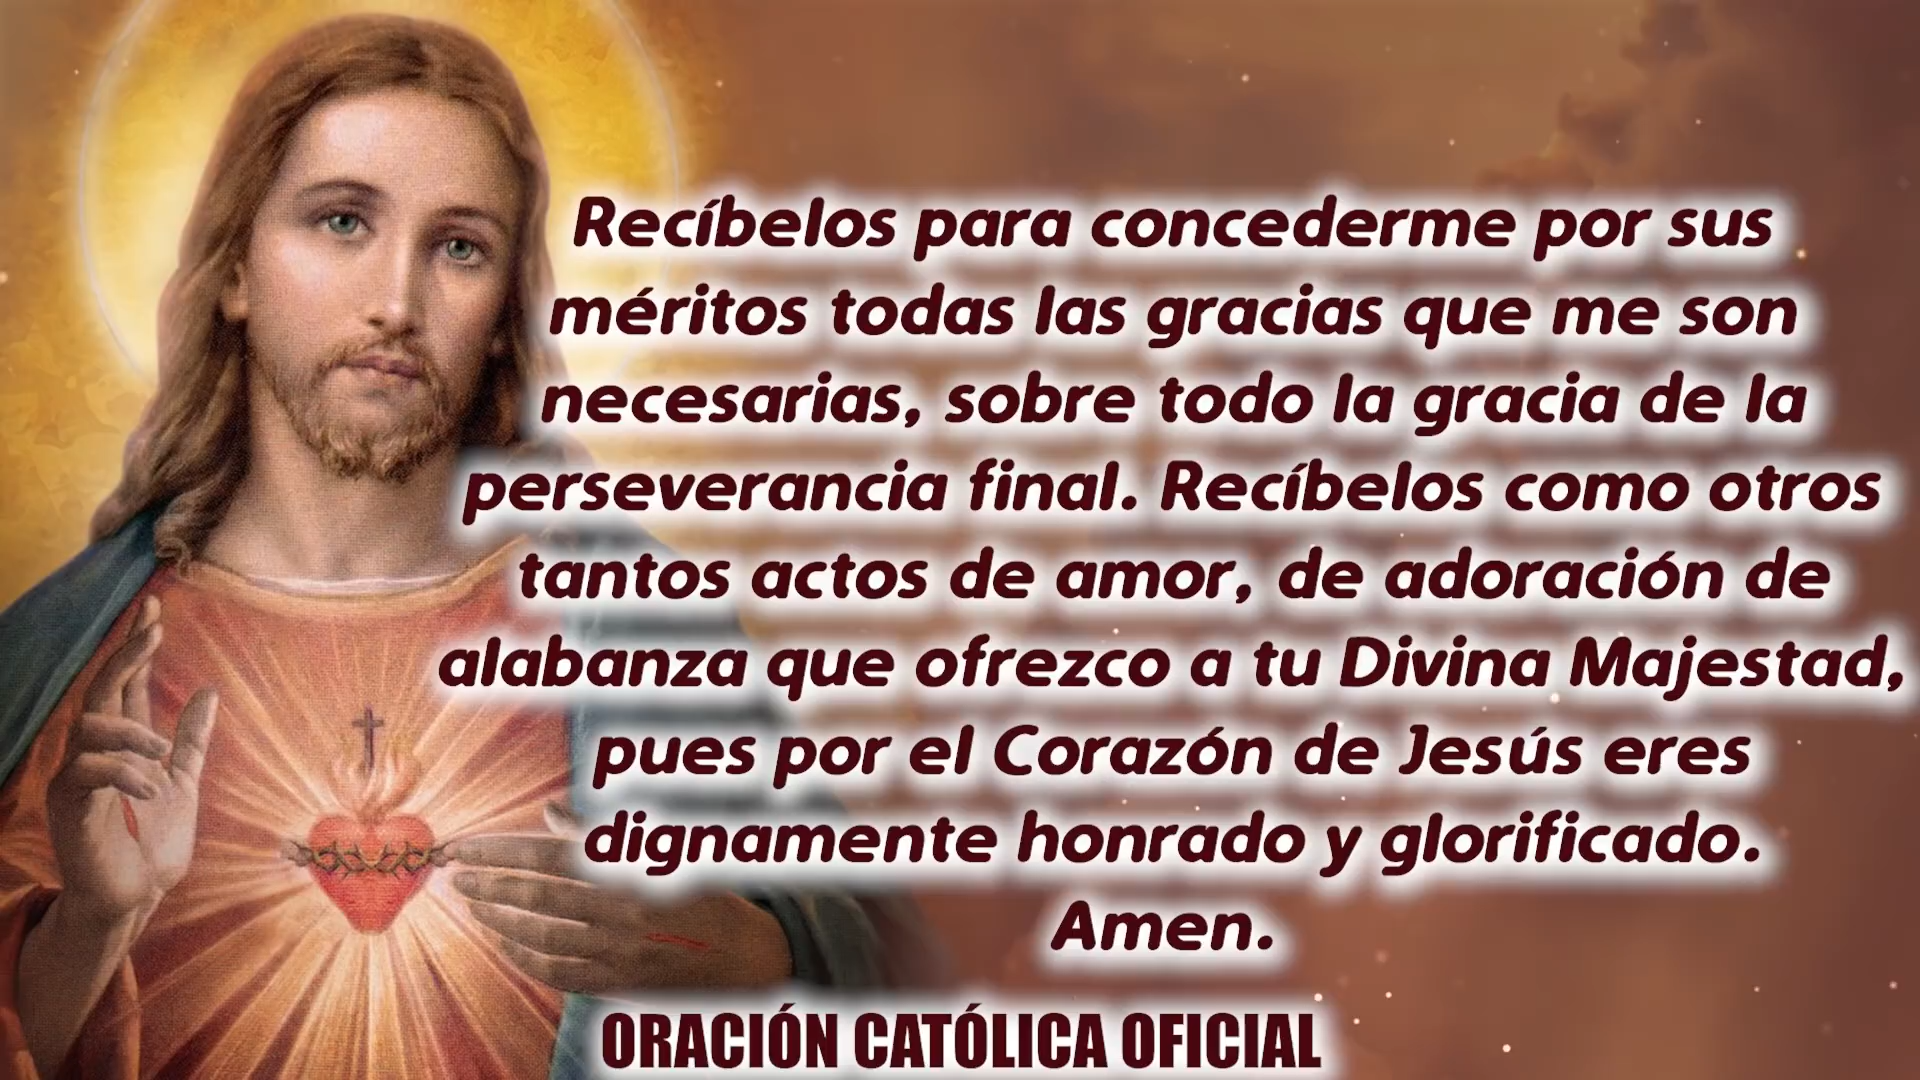 Recíbelos para concederme por sus
méritos todas las gracias que me son
necesarias, sobre todo la gracia de la
perseverancia final. Recíbelos como otros
tantos actos de amor, de adoración de
alabanza que ofrezco a tu Divina Majestad,
pues por el Corazón de Jesús eres
dignamente honrado y glorificado.
Amen.
ORACIÓN CATÓLICA OFICIAL